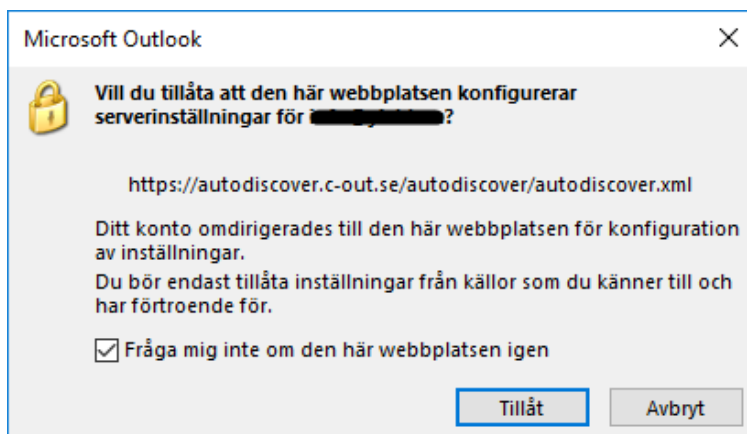 Microsoft Outlook
Vill du tillåta att den här webbplatsen konfigurerar
serverinställningar för ?
https://autodiscover.c-out.se/autodiscover/autodiscover.xml
Ditt konto omdirigerades till den här webbplatsen för konfiguration
av inställningar.
Du bör endast tillåta inställningar från källor som du känner till och
har förtroende för.
Fråga mig inte om den här webbplatsen igen
Tillåt
Avbryt